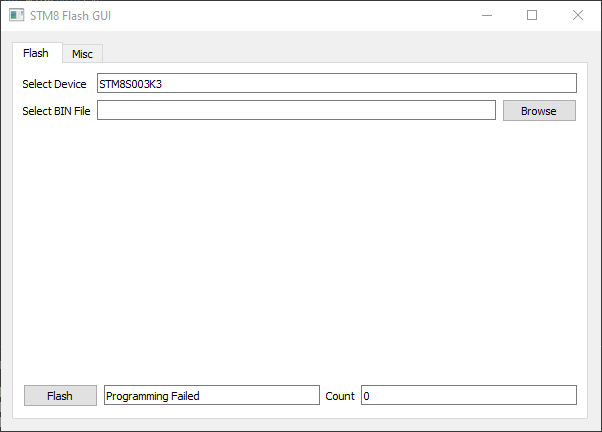 STM8 Flash GUI
Flash Misc
Select Device STM8S003K3
Select BIN File Browse
Flash Programming Failed Count 0